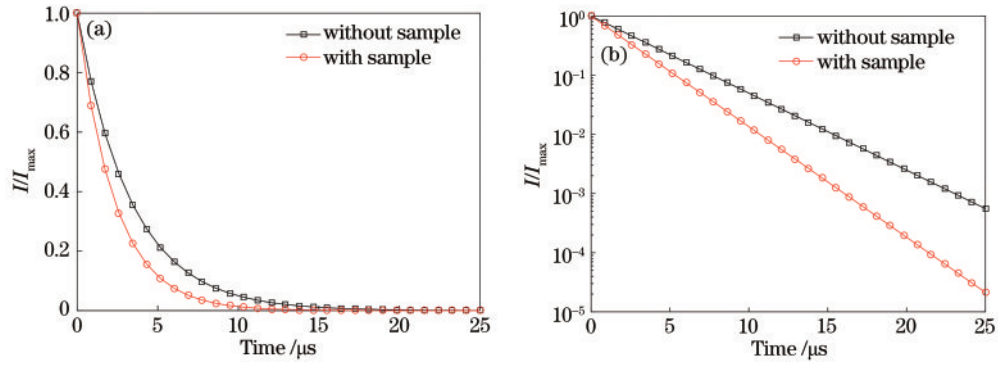 (a)
without sample
with sample
1.0
0.8
0.6
0.4
0.2
0
I/I_max
0 5 10 15 20 25
Time /μs
(b)
without sample
with sample
10^0
10^-1
10^-2
10^-3
10^-4
10^-5
I/I_max
0 5 10 15 20 25
Time /μs